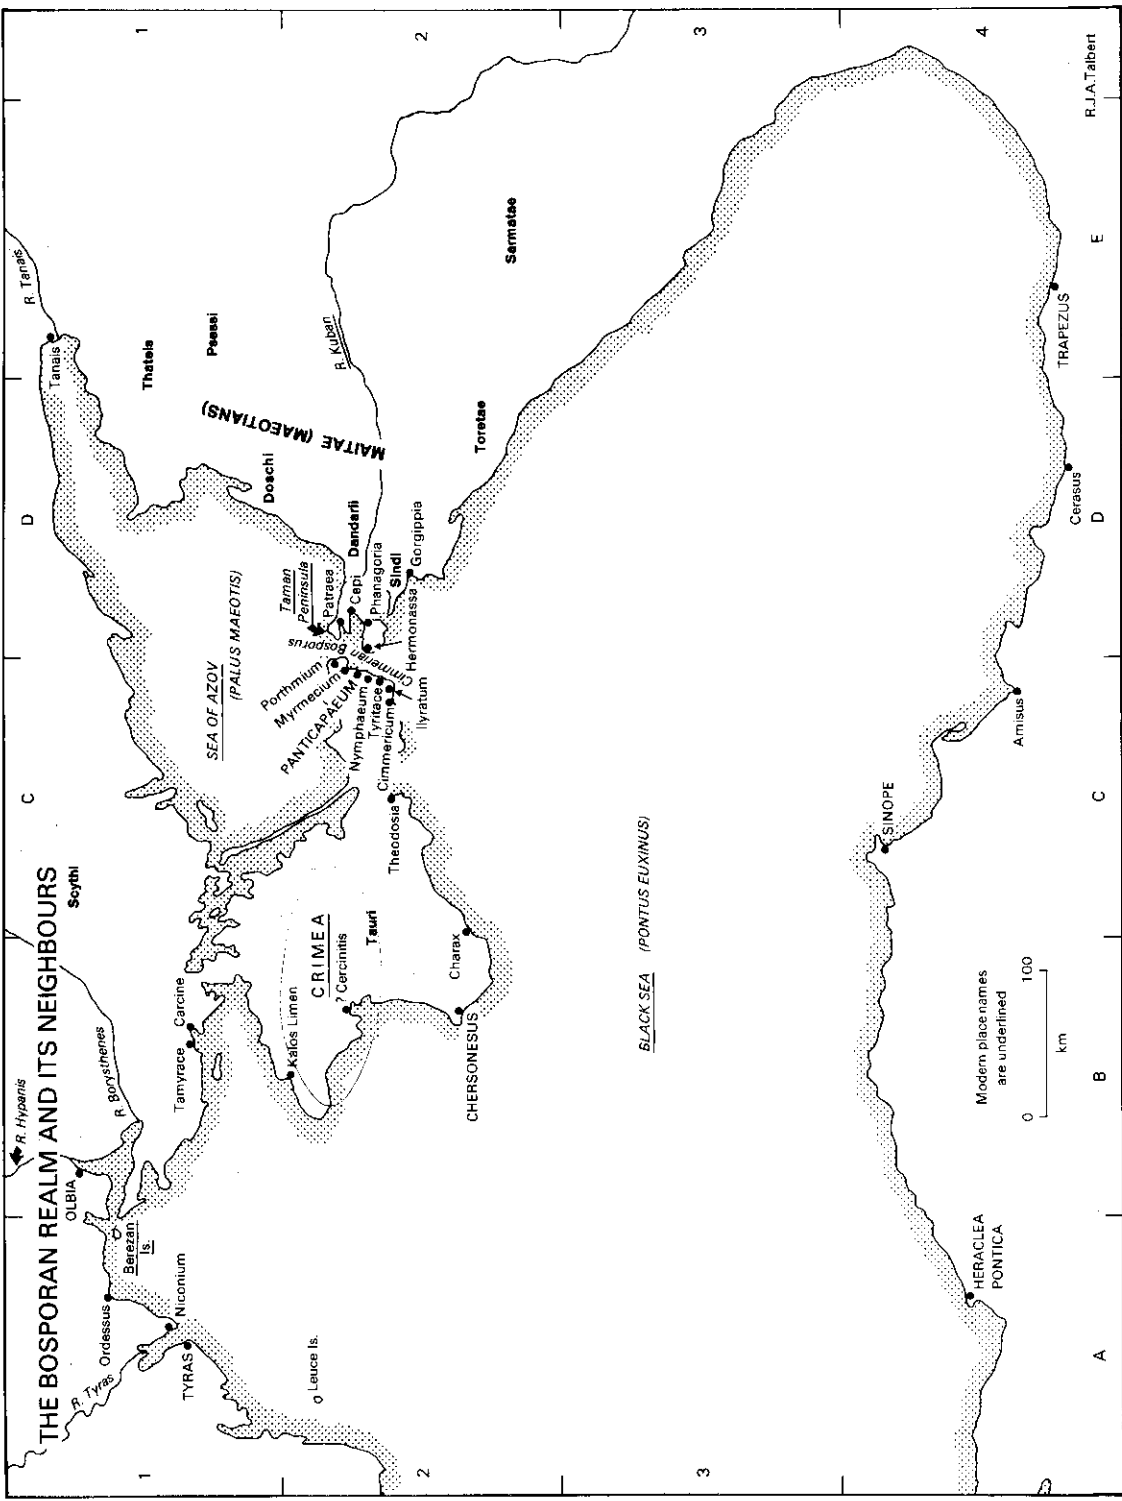 THE BOSPORAN REALM AND ITS NEIGHBOURS
A
B
C
D
E
1
2
3
4
1
2
3
R. Hypanis
R. Tyras
Ordessus
Niconium
TYRAS
Leuce Is.
OLBIA
Berezan
Is.
R. Borysthenes
Tamyrace
Carcine
Scythi
Kalos Limen
CRIMEA
? Cercinitis
Tauri
CHERSONESUS
Charax
Theodosia
SEA OF AZOV
(PALUS MAEOTIS)
Porthmium
Myrmecium
PANTICAPAEUM
Nymphaeum
Tyritace
Cimmericum
Ilyratum
Cimmerian Bosporus
Taman
Peninsula
Patraea
Cepi
Phanagoria
Hermonassa
Gorgippia
Sindi
Dandarii
Doschi
MAITAE (MAEOTIANS)
Toretae
Tanais
R. Tanais
Thateis
Psessi
R. Kuban
Sarmatae
BLACK SEA (PONTUS EUXINUS)
HERACLEA
PONTICA
SINOPE
Amisus
Cerasus
TRAPEZUS
Modern placenames
are underlined
0 100
km
R.J.A.Talbert